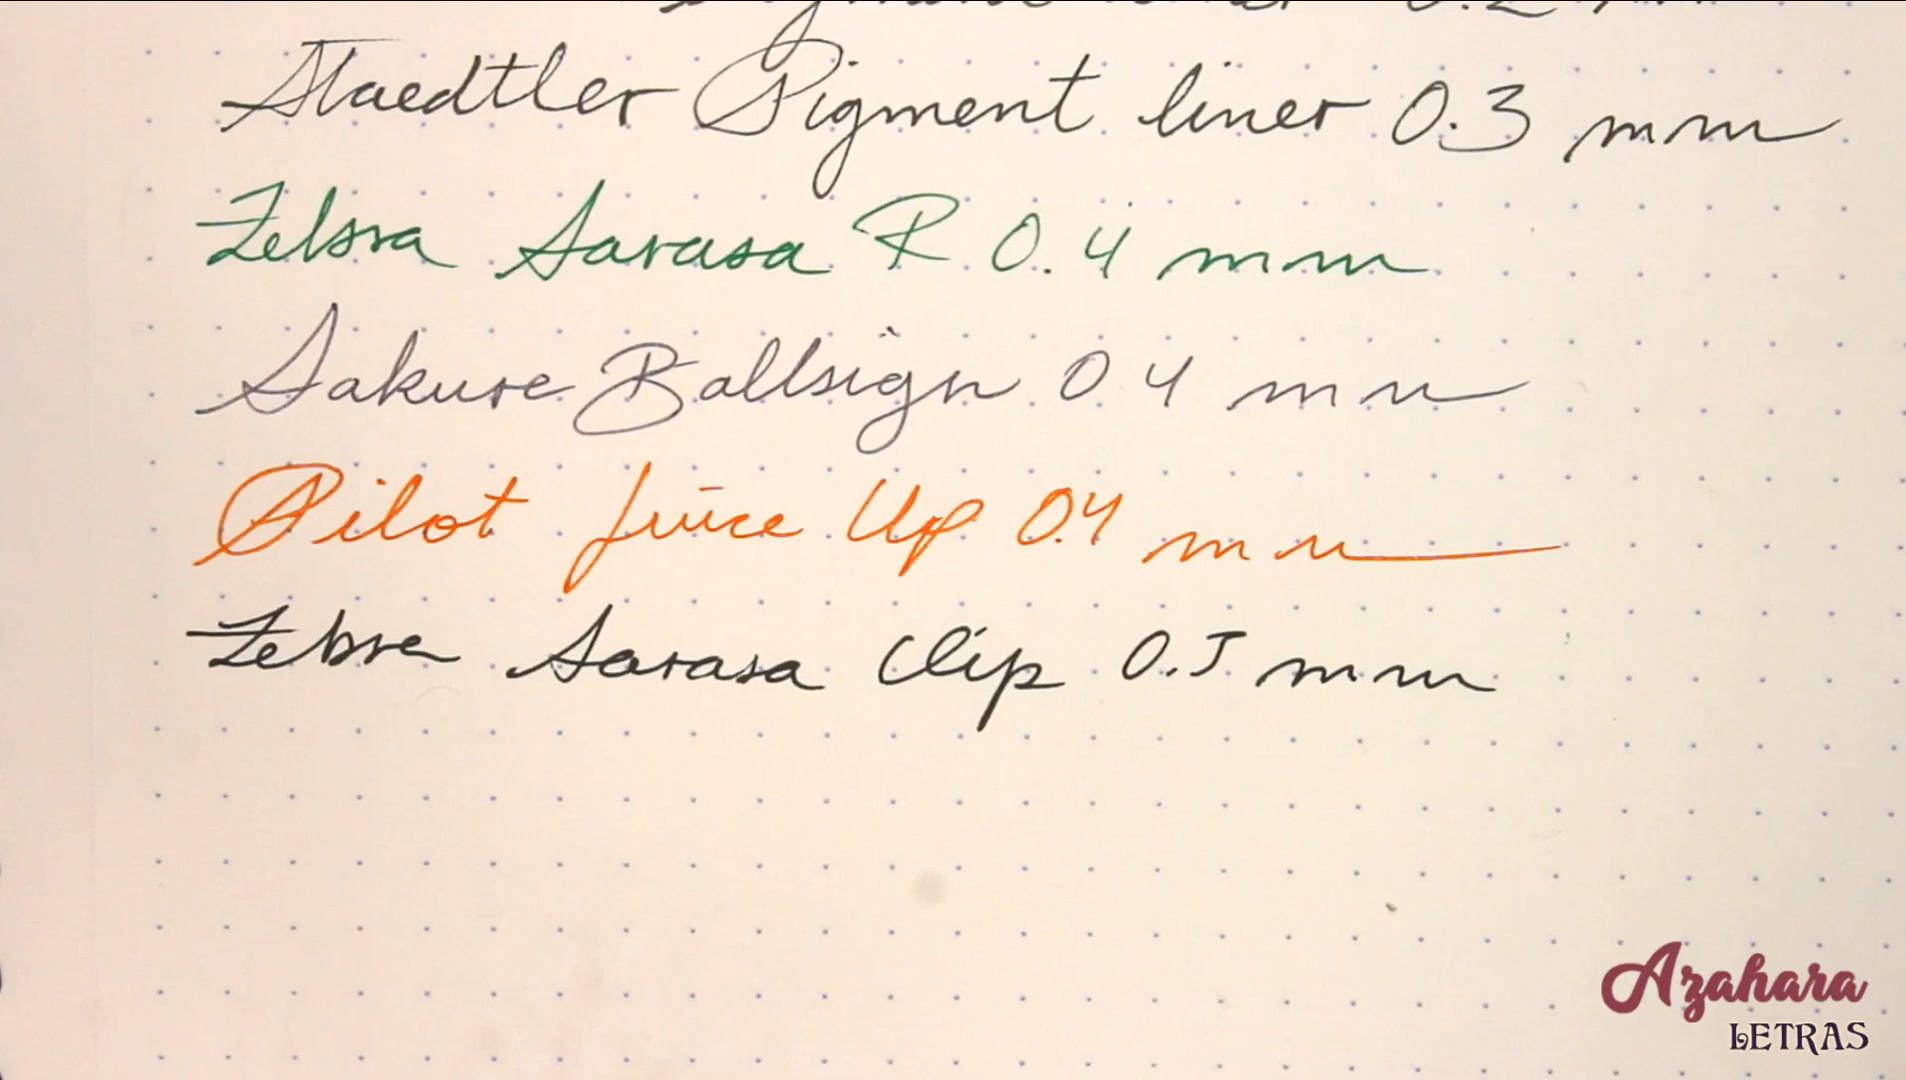 Staedtler Pigment liner 0.3 mm
Zebra Sarasa R 0.4 mm
Sakura Ballsign 0.4 mm
Pilot Juice Up 0.4 mm
Zebra Sarasa Clip 0.5 mm
Azahara
LETRAS